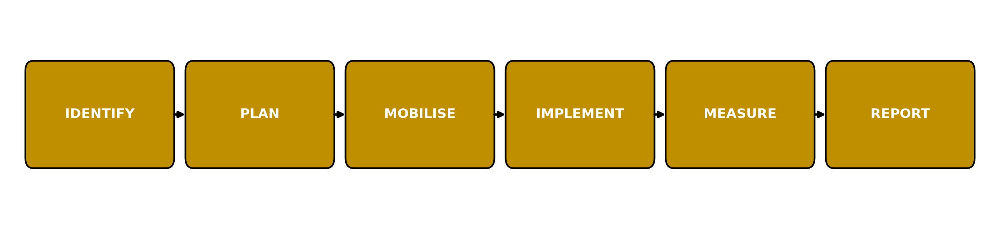 IDENTIFY
PLAN
MOBILISE
IMPLEMENT
MEASURE
REPORT